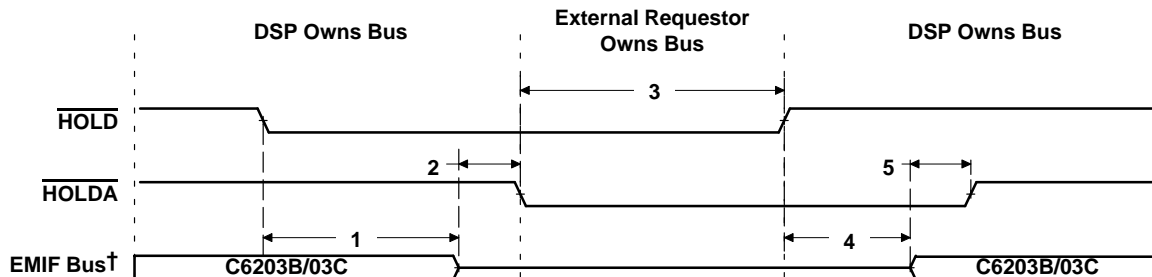 DSP Owns Bus
External Requestor
Owns Bus
DSP Owns Bus
3
HOLD
2
5
HOLDA
1
4
EMIF Bus†
C6203B/03C
C6203B/03C